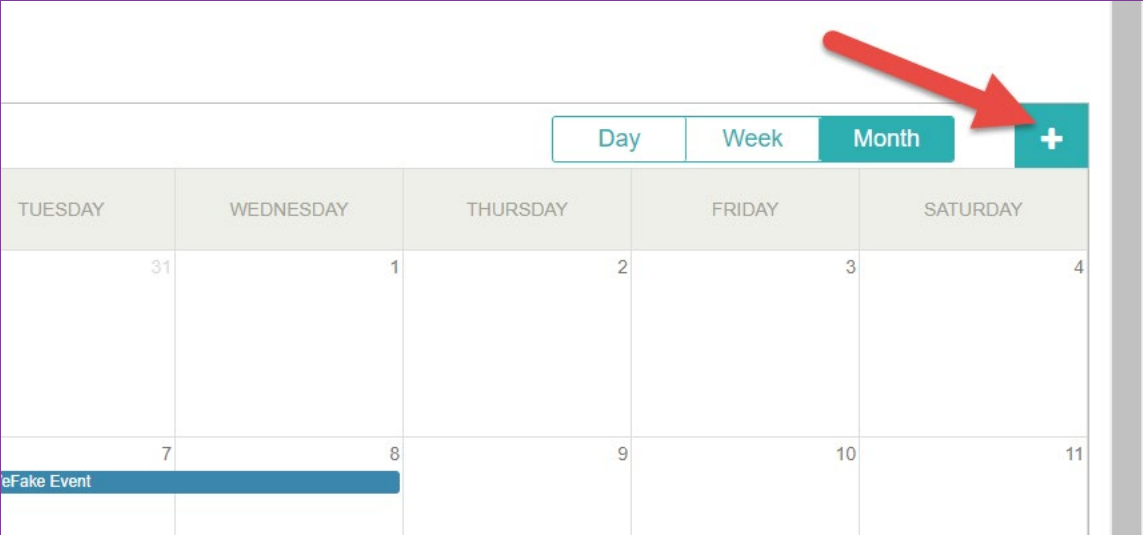 Day Week Month +
TUESDAY WEDNESDAY THURSDAY FRIDAY SATURDAY
31 1 2 3 4
7 8 9 10 11
eFake Event